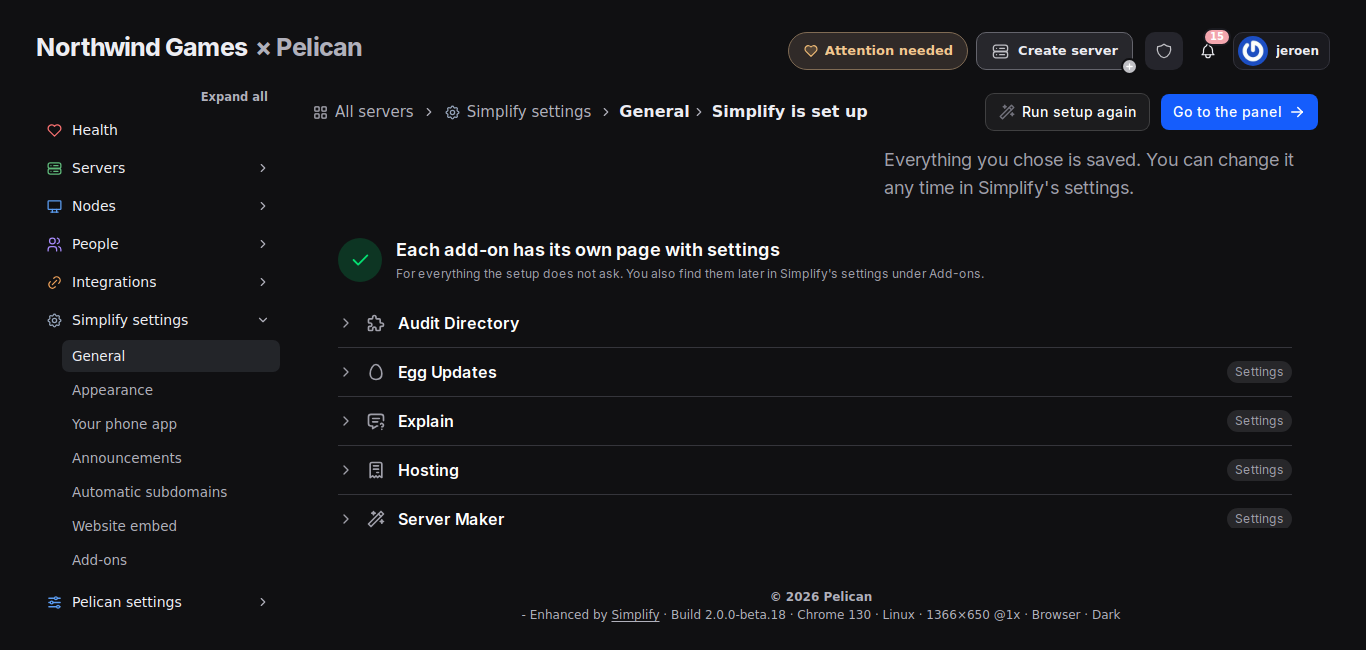 Northwind Games × Pelican
Attention needed
Create server
15
jeroen
Expand all
Health
Servers
Nodes
People
Integrations
Simplify settings
General
Appearance
Your phone app
Announcements
Automatic subdomains
Website embed
Add-ons
Pelican settings
All servers > Simplify settings > General > Simplify is set up
Run setup again
Go to the panel
Everything you chose is saved. You can change it
any time in Simplify's settings.
Each add-on has its own page with settings
For everything the setup does not ask. You also find them later in Simplify's settings under Add-ons.
Audit Directory
Egg Updates Settings
Explain Settings
Hosting Settings
Server Maker Settings
© 2026 Pelican
- Enhanced by Simplify · Build 2.0.0-beta.18 · Chrome 130 · Linux · 1366×650 @1x · Browser · Dark